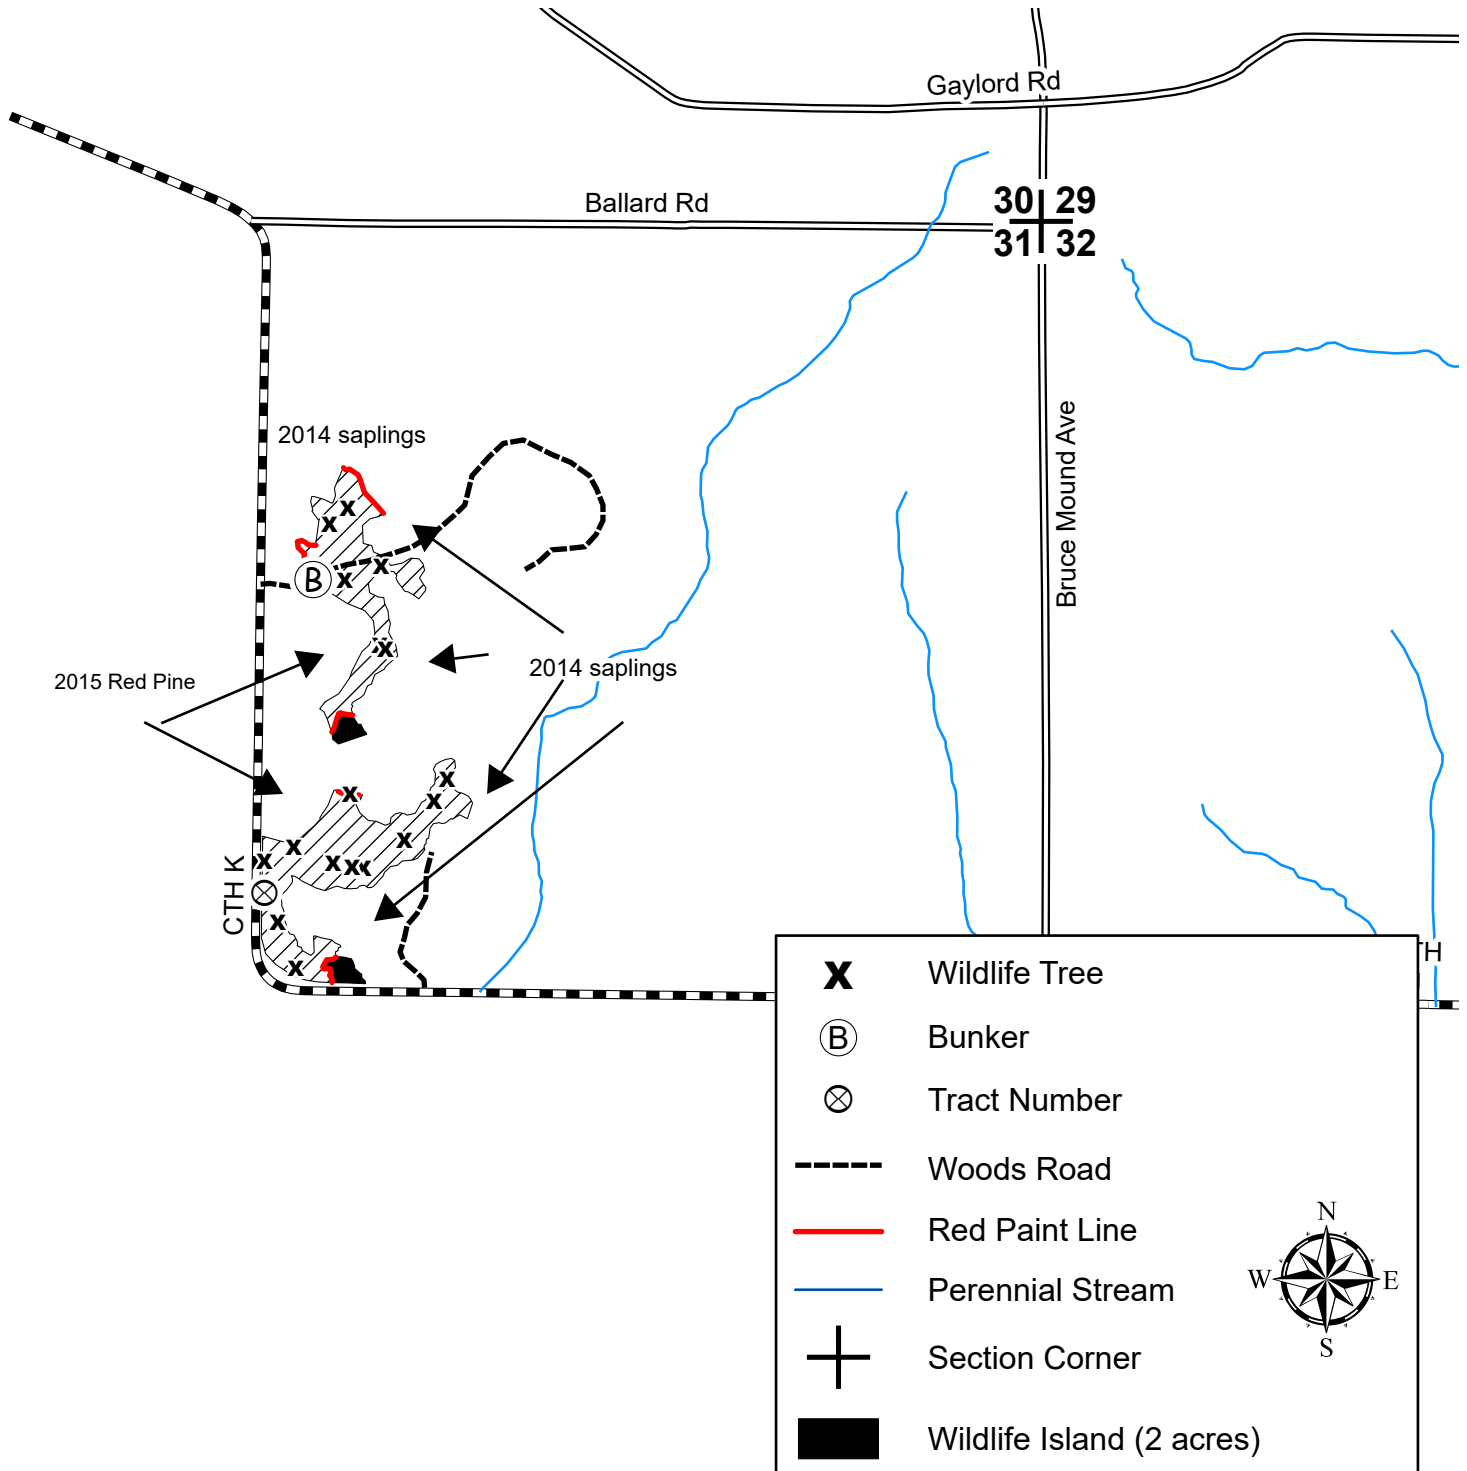 Gaylord Rd
Ballard Rd
30 29
31 32
2014 saplings
Bruce Mound Ave
B
2014 saplings
2015 Red Pine
CTH K
TH
X Wildlife Tree
B Bunker
Tract Number
Woods Road
Red Paint Line
Perennial Stream
Section Corner
Wildlife Island (2 acres)
N
W E
S